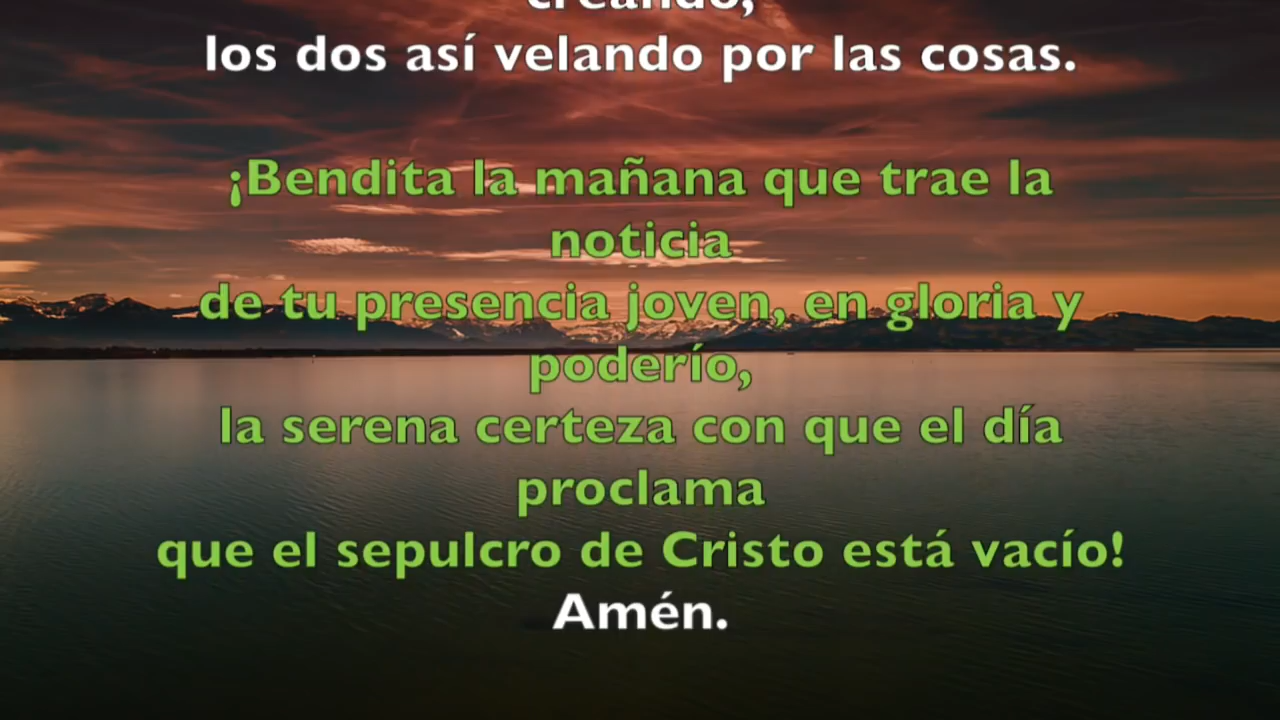 creando,
los dos así velando por las cosas.
¡Bendita la mañana que trae la
noticia
de tu presencia joven, en gloria y
poderío,
la serena certeza con que el día
proclama
que el sepulcro de Cristo está vacío!
Amén.